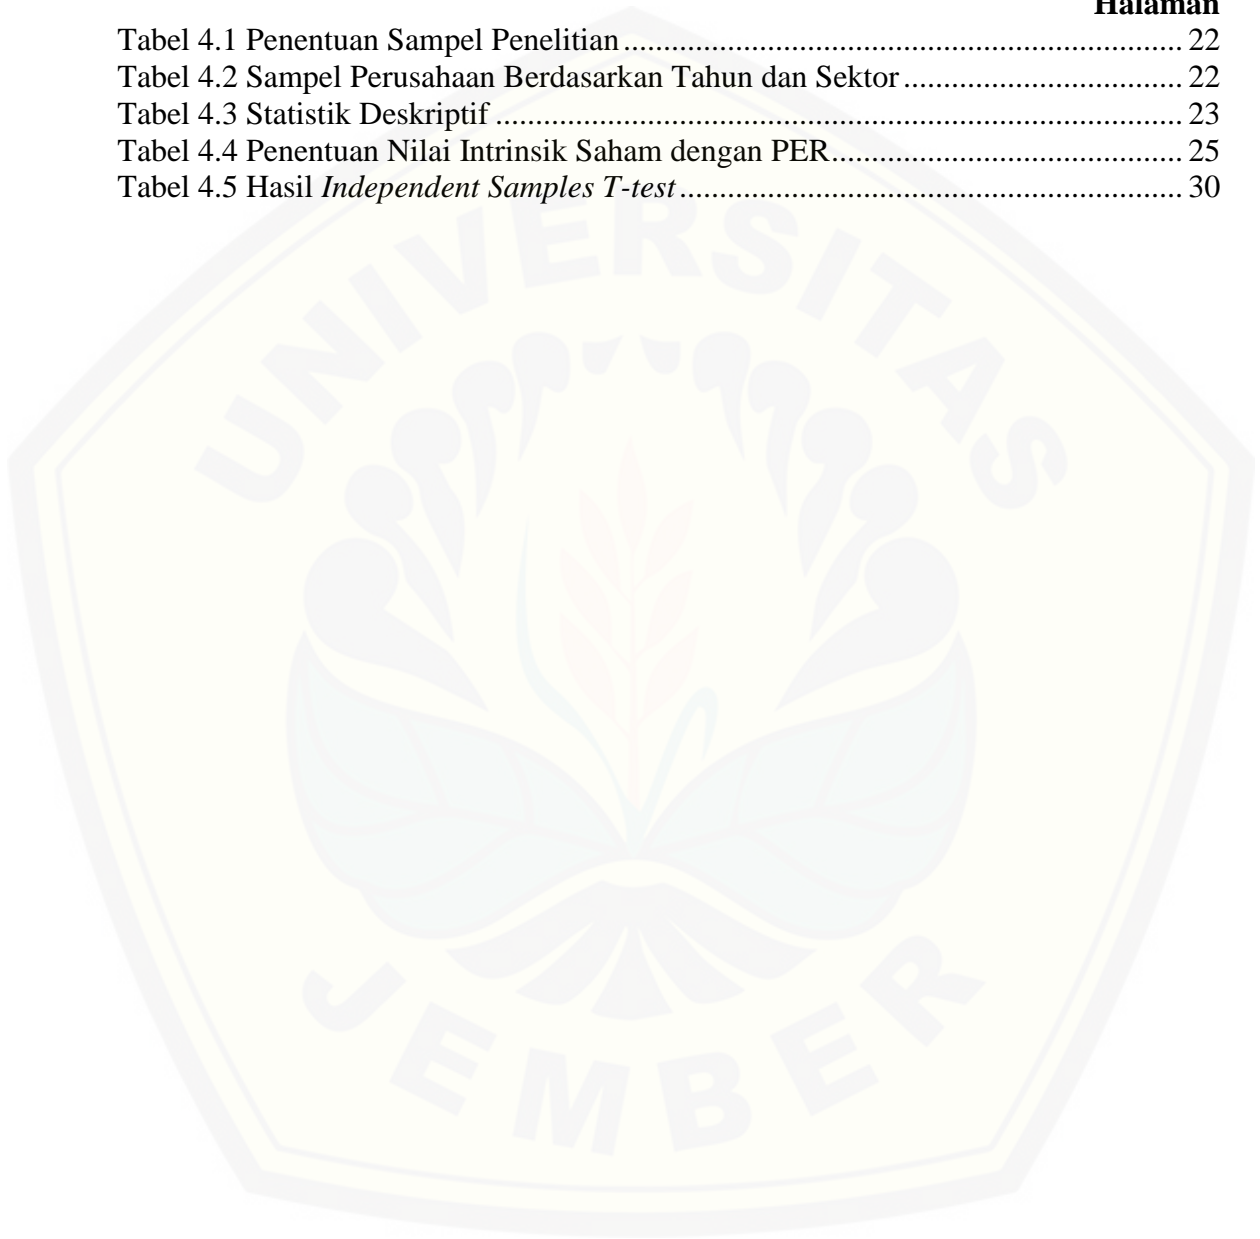 Halaman
Tabel 4.1 Penentuan Sampel Penelitian ........ 22
Tabel 4.2 Sampel Perusahaan Berdasarkan Tahun dan Sektor ........ 22
Tabel 4.3 Statistik Deskriptif ........ 23
Tabel 4.4 Penentuan Nilai Intrinsik Saham dengan PER ........ 25
Tabel 4.5 Hasil Independent Samples T-test ........ 30
UNIVERSITAS
JEMBER